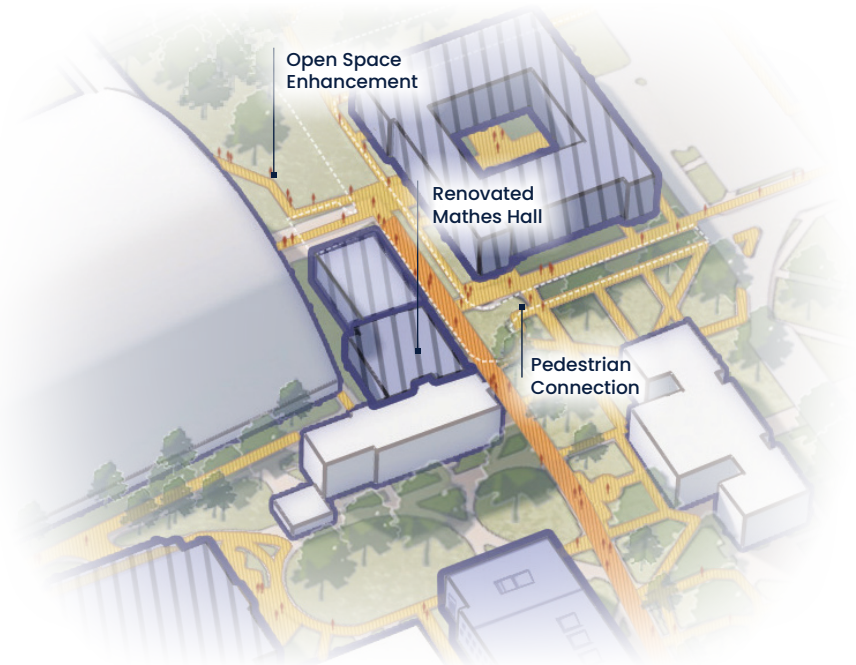 Open Space
Enhancement
Renovated
Mathes Hall
Pedestrian
Connection